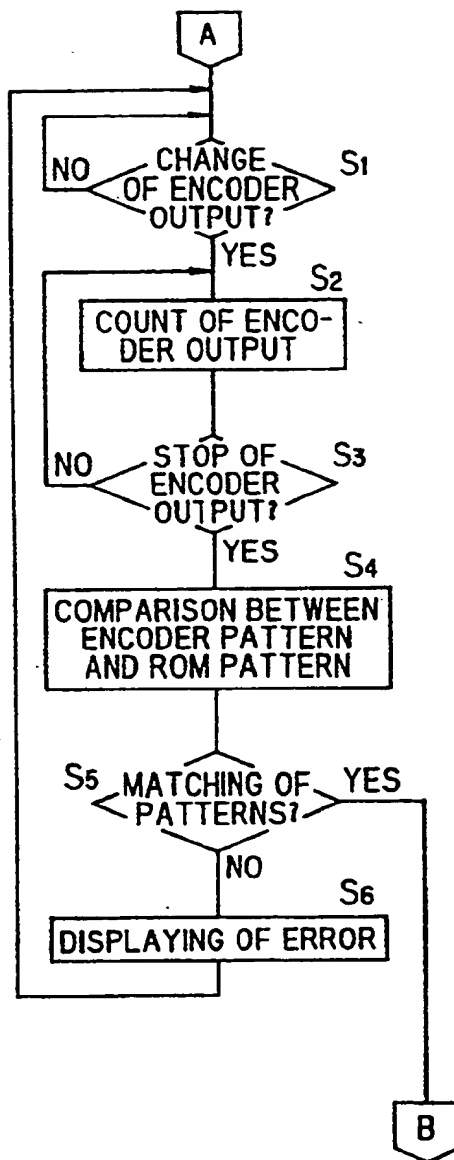 A
CHANGE
OF ENCODER
OUTPUT?
S1
NO
YES
S2
COUNT OF ENCO-
DER OUTPUT
STOP OF
ENCODER
OUTPUT?
S3
NO
YES
S4
COMPARISON BETWEEN
ENCODER PATTERN
AND ROM PATTERN
S5
MATCHING OF
PATTERNS?
YES
NO
S6
DISPLAYING OF ERROR
B